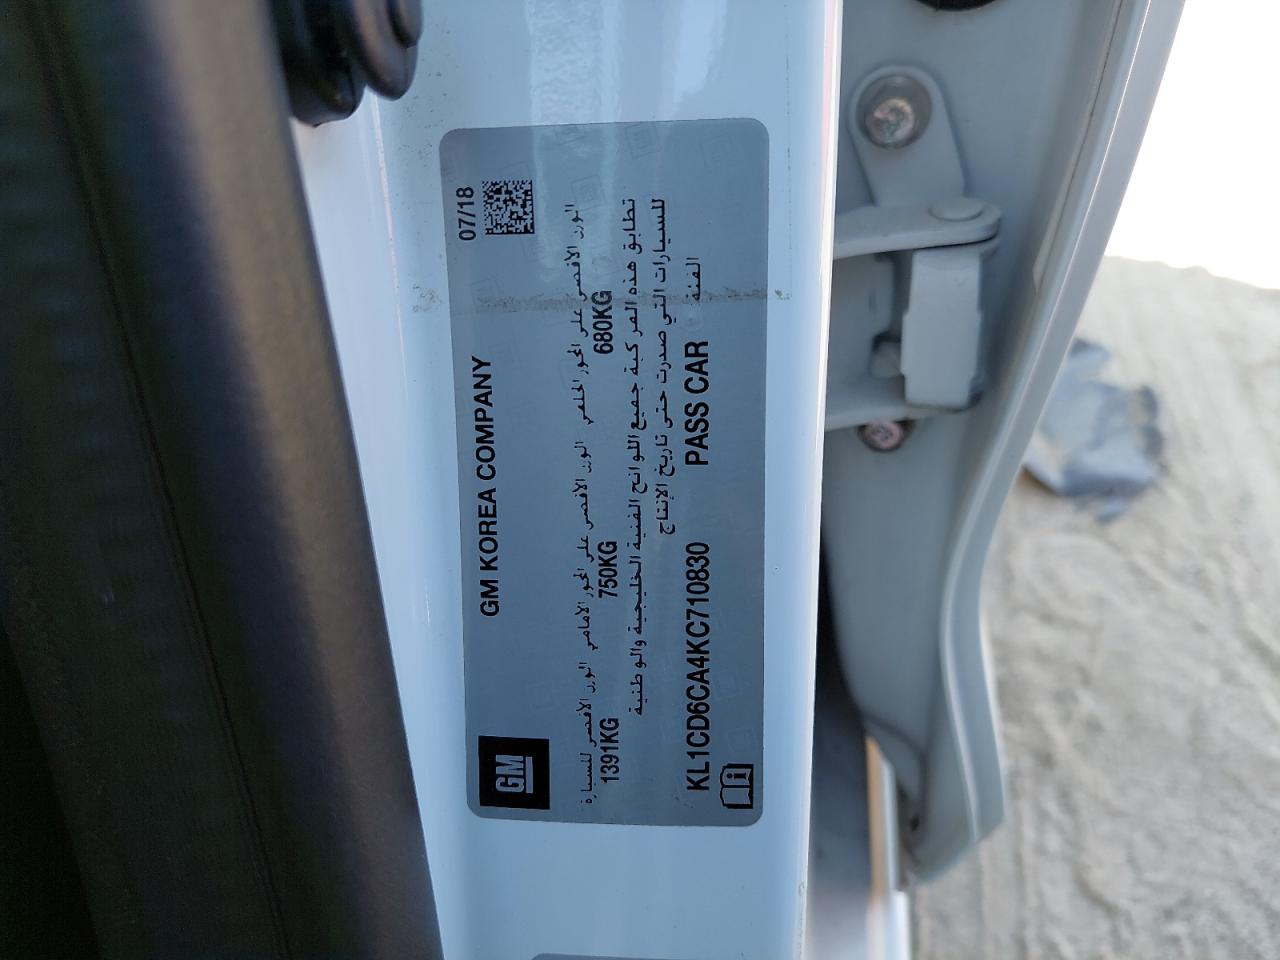 GM
GM KOREA COMPANY
07/18
الوزن الأقصى للسيارة الوزن الأقصى على المحور الأمامي الوزن الأقصى على المحور الخلفي
1391KG 750KG 680KG
تطابق هذه المركبة جميع اللوائح الفنية الخليجية والوطنية
للسيارات التي صدرت حتى تاريخ الإنتاج
KL1CD6CA4KC710830 PASS CAR الفئة